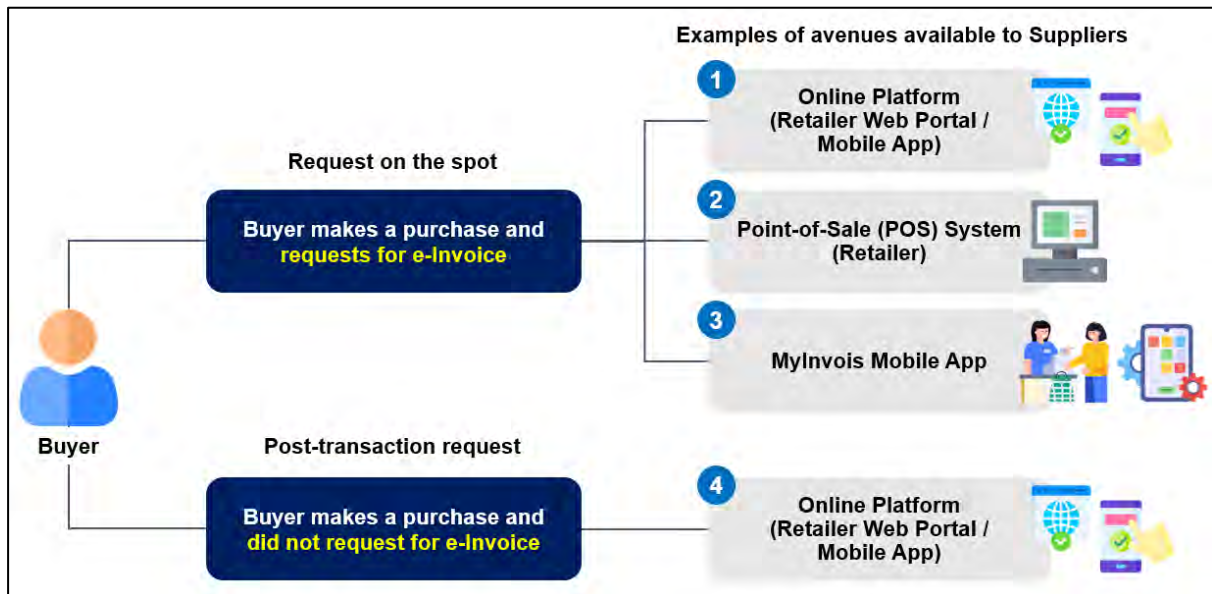 Examples of avenues available to Suppliers
1
Online Platform
(Retailer Web Portal /
Mobile App)
Request on the spot
Buyer makes a purchase and
requests for e-Invoice
2
Point-of-Sale (POS) System
(Retailer)
3
MyInvois Mobile App
Buyer
Post-transaction request
Buyer makes a purchase and
did not request for e-Invoice
4
Online Platform
(Retailer Web Portal /
Mobile App)